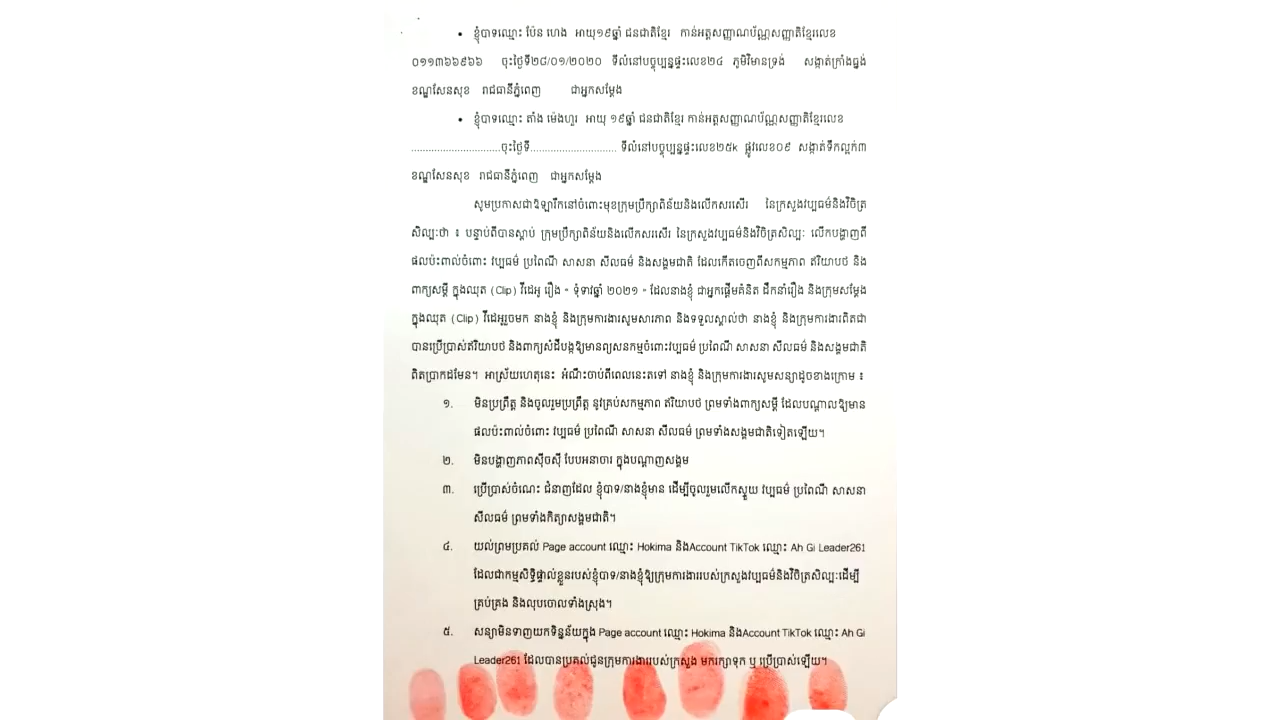 • ខ្ញុំបាទឈ្មោះ ប៉ែន ហេង អាយុ១៩ឆ្នាំ ជនជាតិខ្មែរ កាន់អត្តសញ្ញាណប័ណ្ណសញ្ញាតិខ្មែរលេខ
០១១៣៦៦៩៦៦ ចុះថ្ងៃទី២៨/០១/២០២០ ទីលំនៅបច្ចុប្បន្នផ្ទះលេខ២៤ ភូមិវិមានទ្រង់ សង្កាត់ក្រាំងធ្នង់
ខណ្ឌសែនសុខ រាជធានីភ្នំពេញ ជាអ្នកសម្តែង
• ខ្ញុំបាទឈ្មោះ តាំង ម៉េងហួរ អាយុ ១៩ឆ្នាំ ជនជាតិខ្មែរ កាន់អត្តសញ្ញាណប័ណ្ណសញ្ញាតិខ្មែរលេខ
...............................ចុះថ្ងៃទី.............................. ទីលំនៅបច្ចុប្បន្នផ្ទះលេខ២៥k ផ្លូវលេខ០៩ សង្កាត់ទឹកល្អក់៣
ខណ្ឌសែនសុខ រាជធានីភ្នំពេញ ជាអ្នកសម្តែង
សូមប្រកាសជាឱឡារឹកនៅចំពោះមុខក្រុមប្រឹក្សាពិន័យនិងលើកសរសើរ នៃក្រសួងវប្បធម៌និងវិចិត្រ
សិល្បៈថា ៖ បន្ទាប់ពីបានស្តាប់ ក្រុមប្រឹក្សាពិន័យនិងលើកសរសើរ នៃក្រសួងវប្បធម៌និងវិចិត្រសិល្បៈ លើកបង្ហាញពី
ផលប៉ះពាល់ចំពោះ វប្បធម៌ ប្រពៃណី សាសនា សីលធម៌ និងសង្គមជាតិ ដែលកើតចេញពីសកម្មភាព ឥរិយាបថ និង
ពាក្យសម្តី ក្នុងឈុត (Clip) វីដេអូ រឿង " ទុំទាវឆ្នាំ ២០២១ " ដែលនាងខ្ញុំ ជាអ្នកផ្តើមគំនិត ដឹកនាំរឿង និងក្រុមសម្តែង
ក្នុងឈុត (Clip) វីដេអូរួចមក នាងខ្ញុំ និងក្រុមការងារសូមសារភាព និងទទួលស្គាល់ថា នាងខ្ញុំ និងក្រុមការងារពិតជា
បានប្រើប្រាស់ឥរិយាបថ និងពាក្យសំដីបង្កឱ្យមានព្យសនកម្មចំពោះវប្បធម៌ ប្រពៃណី សាសនា សីលធម៌ និងសង្គមជាតិ
ពិតប្រាកដមែន។ អាស្រ័យហេតុនេះ អំណឹះចាប់ពីពេលនេះតទៅ នាងខ្ញុំ និងក្រុមការងារសូមសន្យាដូចខាងក្រោម ៖
១. មិនប្រព្រឹត្ត និងចូលរួមប្រព្រឹត្ត នូវគ្រប់សកម្មភាព ឥរិយាបថ ព្រមទាំងពាក្យសម្តី ដែលបណ្តាលឱ្យមាន
ផលប៉ះពាល់ចំពោះ វប្បធម៌ ប្រពៃណី សាសនា សីលធម៌ ព្រមទាំងសង្គមជាតិទៀតឡើយ។
២. មិនបង្ហាញភាពស៊ិចស៊ី បែបអនាចារ ក្នុងបណ្តាញសង្គម
៣. ប្រើប្រាស់ចំណេះ ជំនាញដែល ខ្ញុំបាទ/នាងខ្ញុំមាន ដើម្បីចូលរួមលើកស្ទួយ វប្បធម៌ ប្រពៃណី សាសនា
សីលធម៌ ព្រមទាំងកិត្យាសង្គមជាតិ។
៤. យល់ព្រមប្រគល់ Page account ឈ្មោះ Hokima និងAccount TikTok ឈ្មោះ Ah Gi Leader261
ដែលជាកម្មសិទ្ធិផ្ទាល់ខ្លួនរបស់ខ្ញុំបាទ/នាងខ្ញុំឱ្យក្រុមការងាររបស់ក្រសួងវប្បធម៌និងវិចិត្រសិល្បៈដើម្បី
គ្រប់គ្រង និងលុបចោលទាំងស្រុង។
៥. សន្យាមិនទាញយកទិន្នន័យក្នុង Page account ឈ្មោះ Hokima និងAccount TikTok ឈ្មោះ Ah Gi
Leader261 ដែលបានប្រគល់ជូនក្រុមការងាររបស់ក្រសួង មករក្សាទុក ឬ ប្រើប្រាស់ឡើយ។